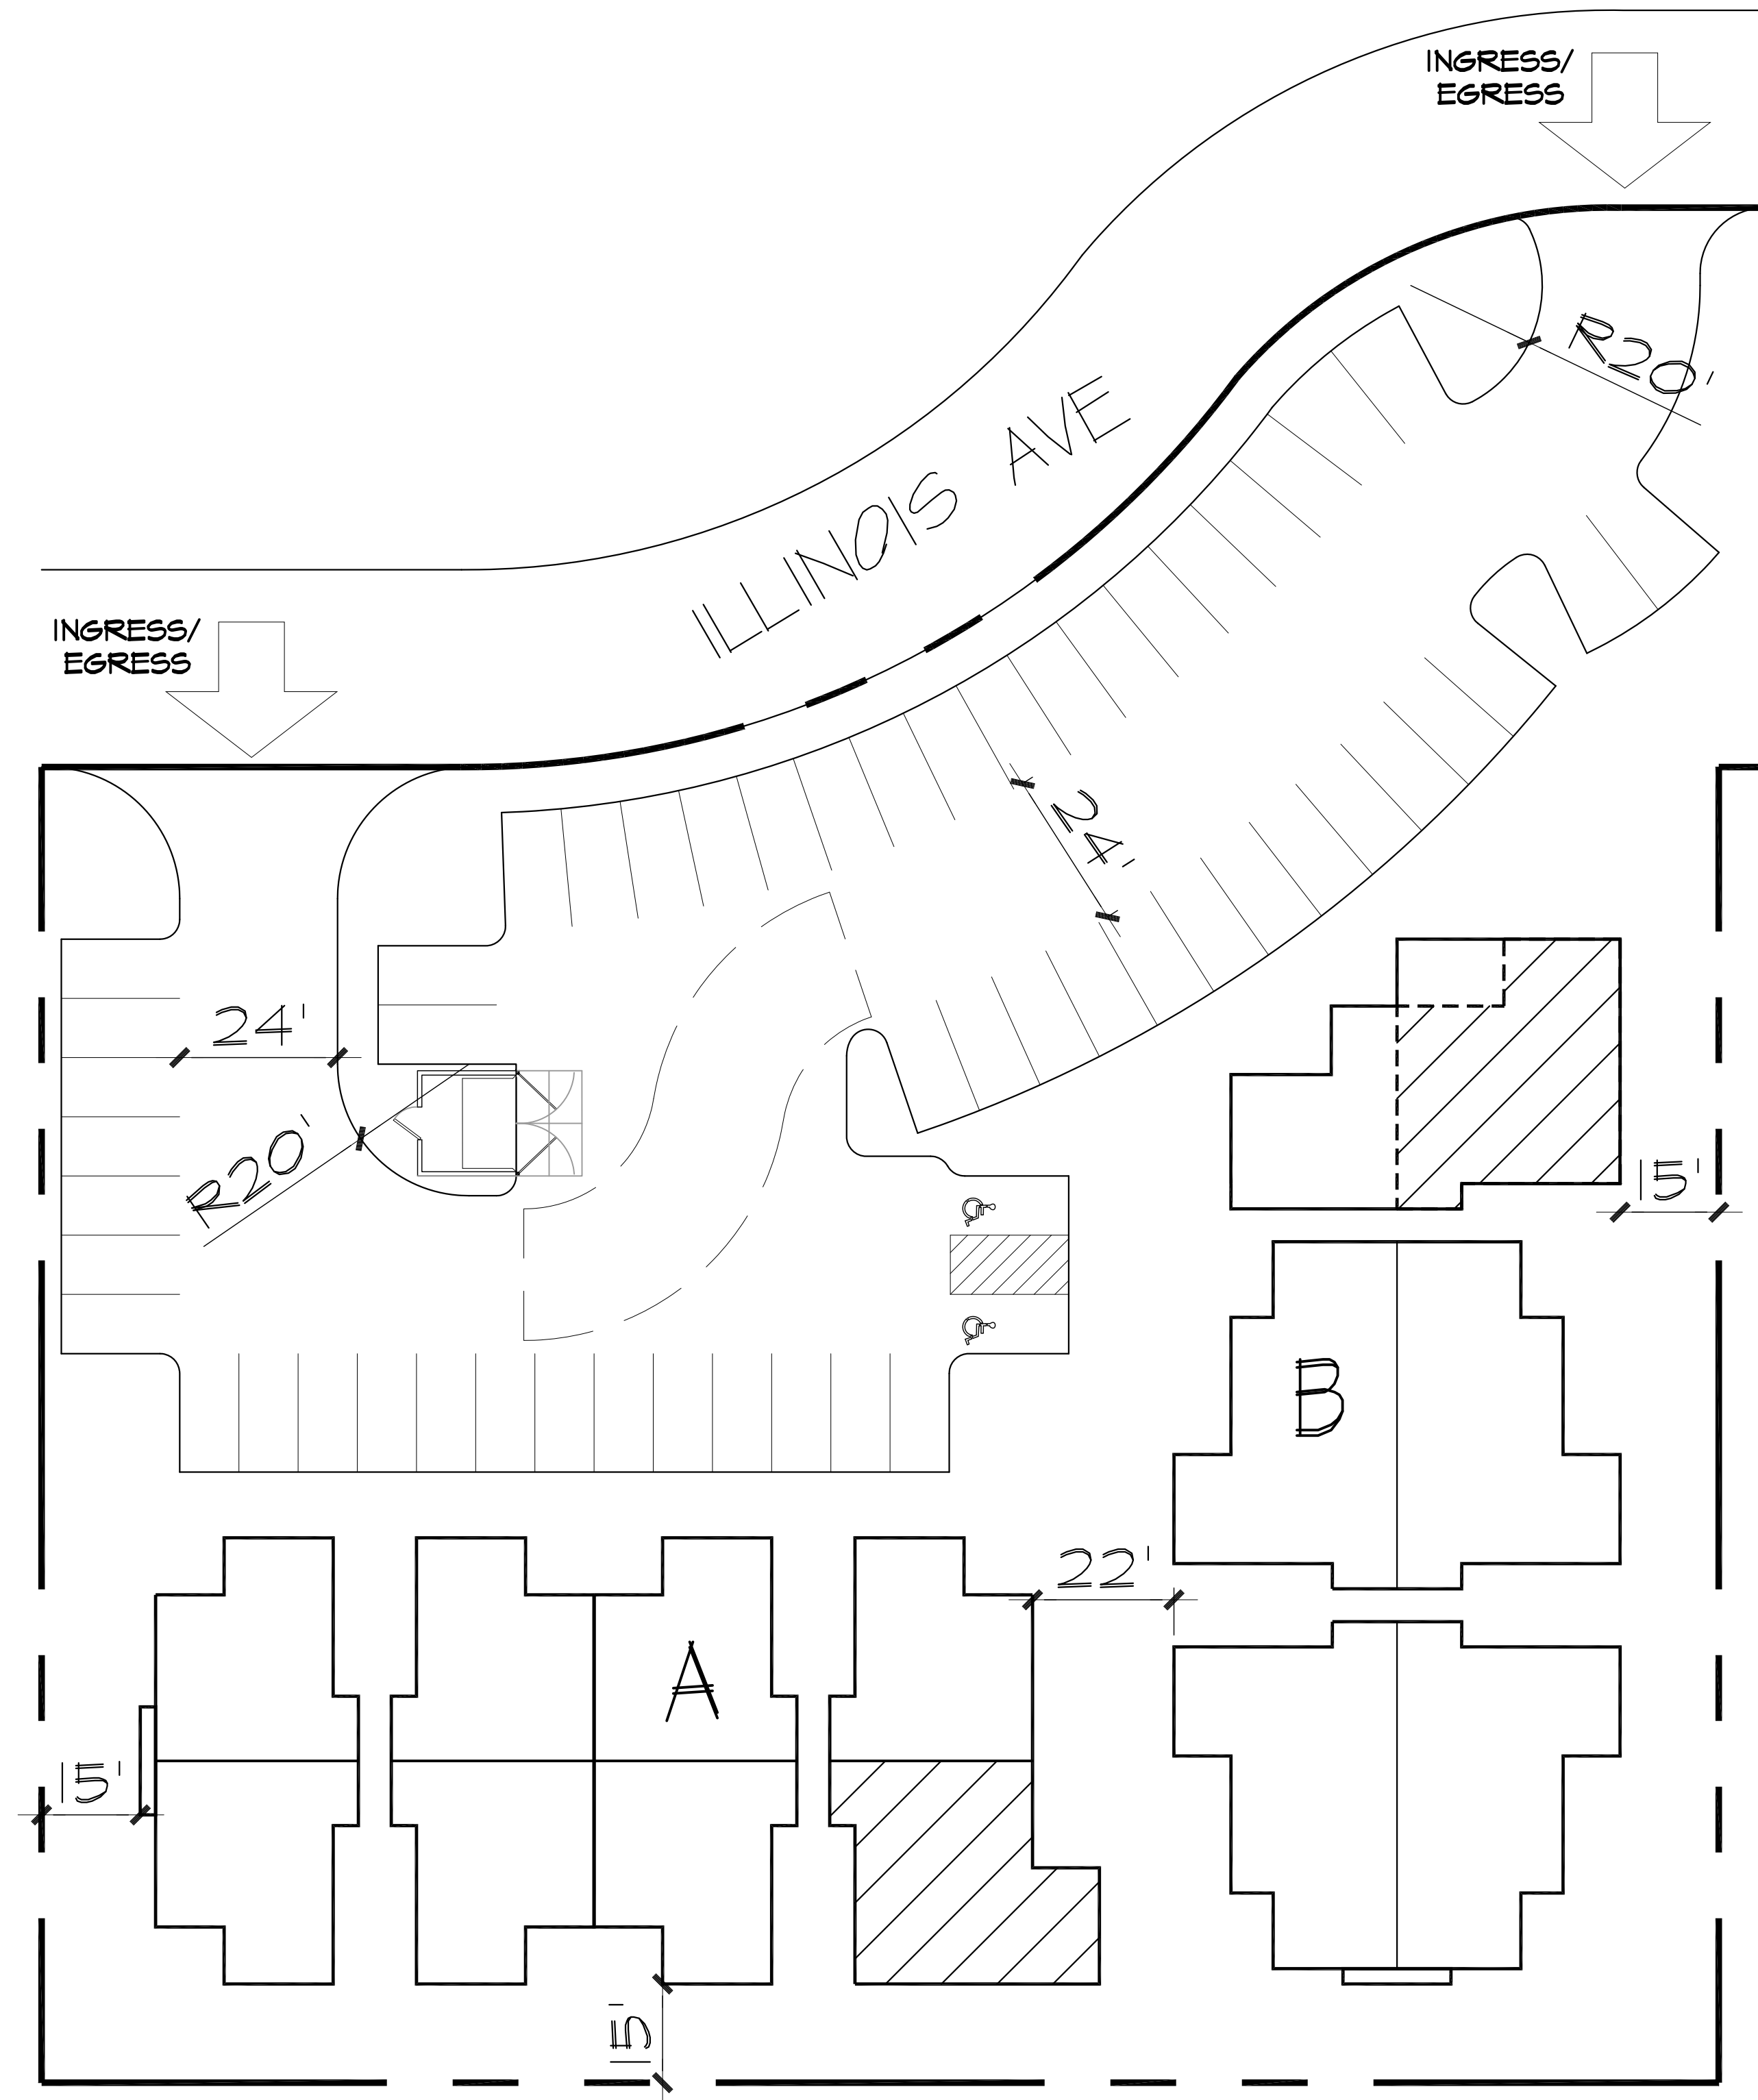 INGRESS/
EGRESS
R20'
ILLINOIS AVE
INGRESS/
EGRESS
24'
24'
R20'
15'
B
22'
A
15'
15'